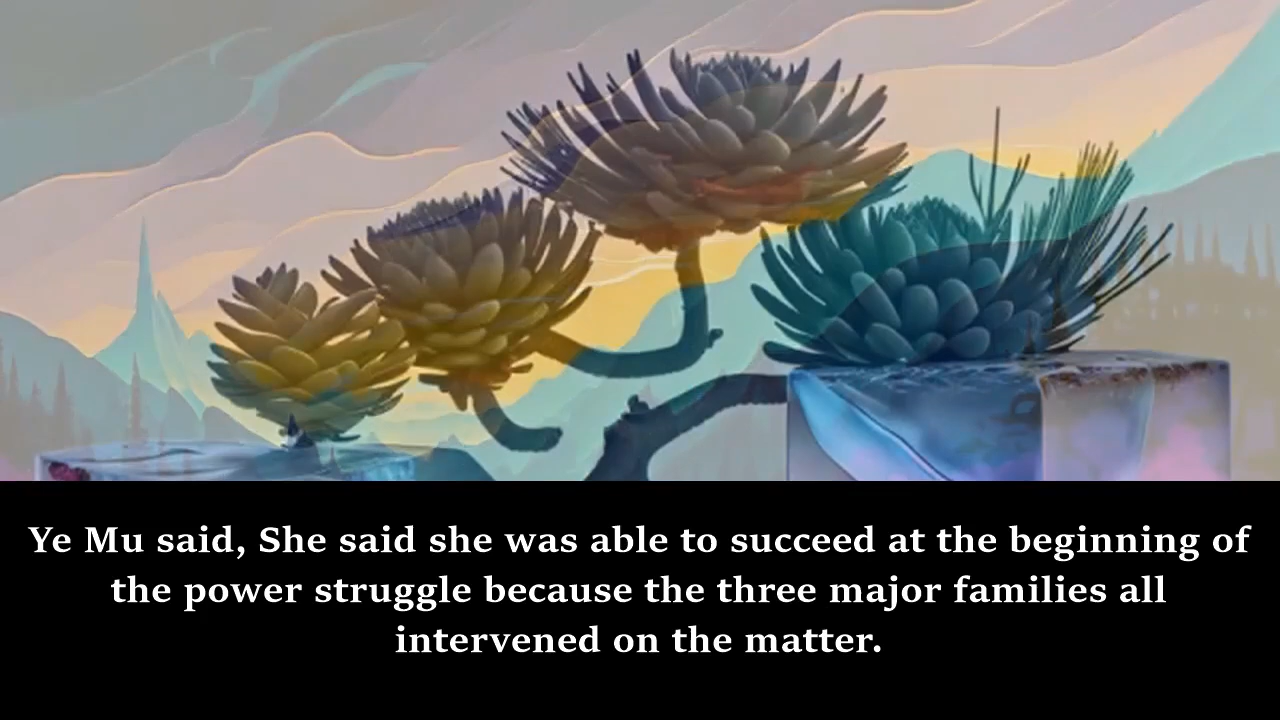 Ye Mu said, She said she was able to succeed at the beginning of
the power struggle because the three major families all
intervened on the matter.